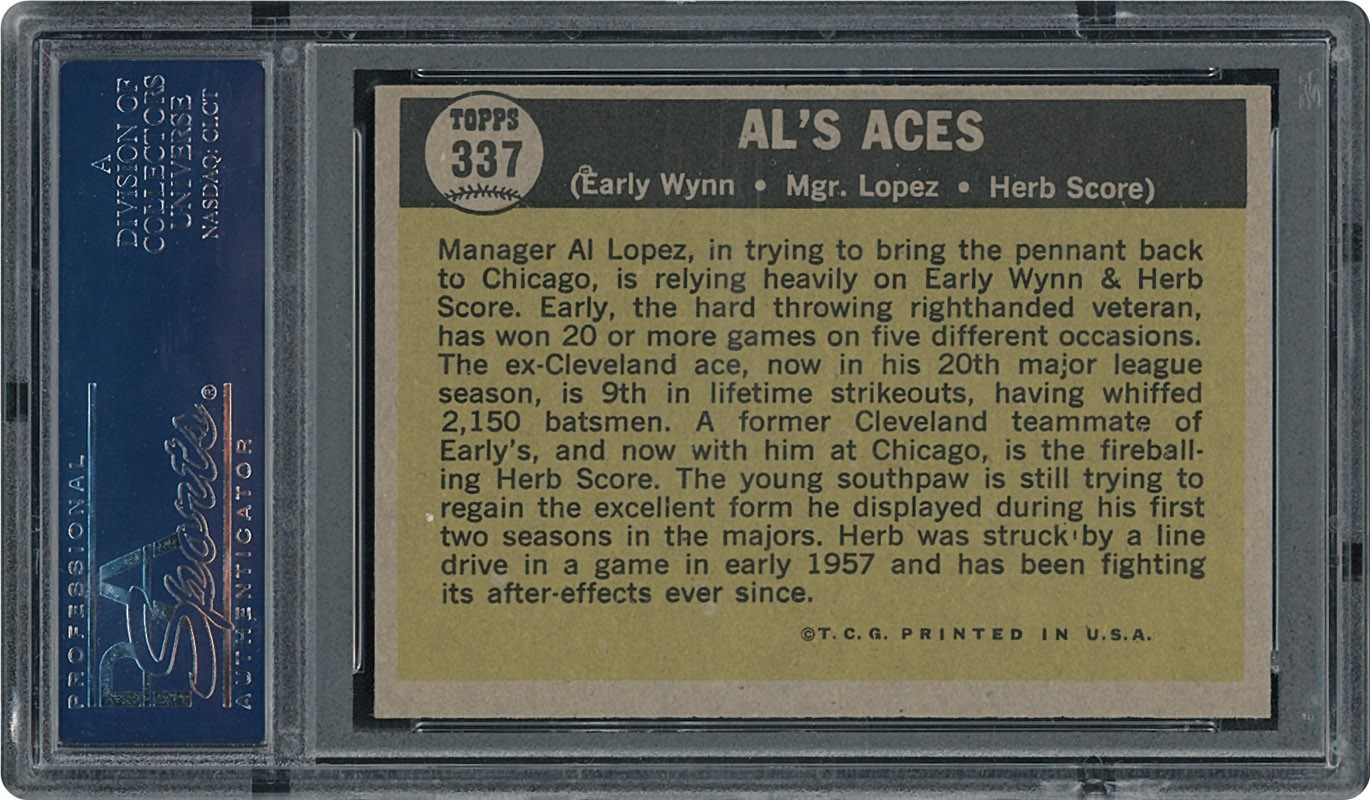 A
DIVISION OF
COLLECTORS
UNIVERSE
NASDAQ: CLCT
PROFESSIONAL
PSA
Sports®
AUTHENTICATOR
TOPPS
337
AL'S ACES
(Early Wynn • Mgr. Lopez • Herb Score)
Manager Al Lopez, in trying to bring the pennant back
to Chicago, is relying heavily on Early Wynn & Herb
Score. Early, the hard throwing righthanded veteran,
has won 20 or more games on five different occasions.
The ex-Cleveland ace, now in his 20th major league
season, is 9th in lifetime strikeouts, having whiffed
2,150 batsmen. A former Cleveland teammate of
Early's, and now with him at Chicago, is the fireball-
ing Herb Score. The young southpaw is still trying to
regain the excellent form he displayed during his first
two seasons in the majors. Herb was struck by a line
drive in a game in early 1957 and has been fighting
its after-effects ever since.
©T. C. G. PRINTED IN U.S.A.